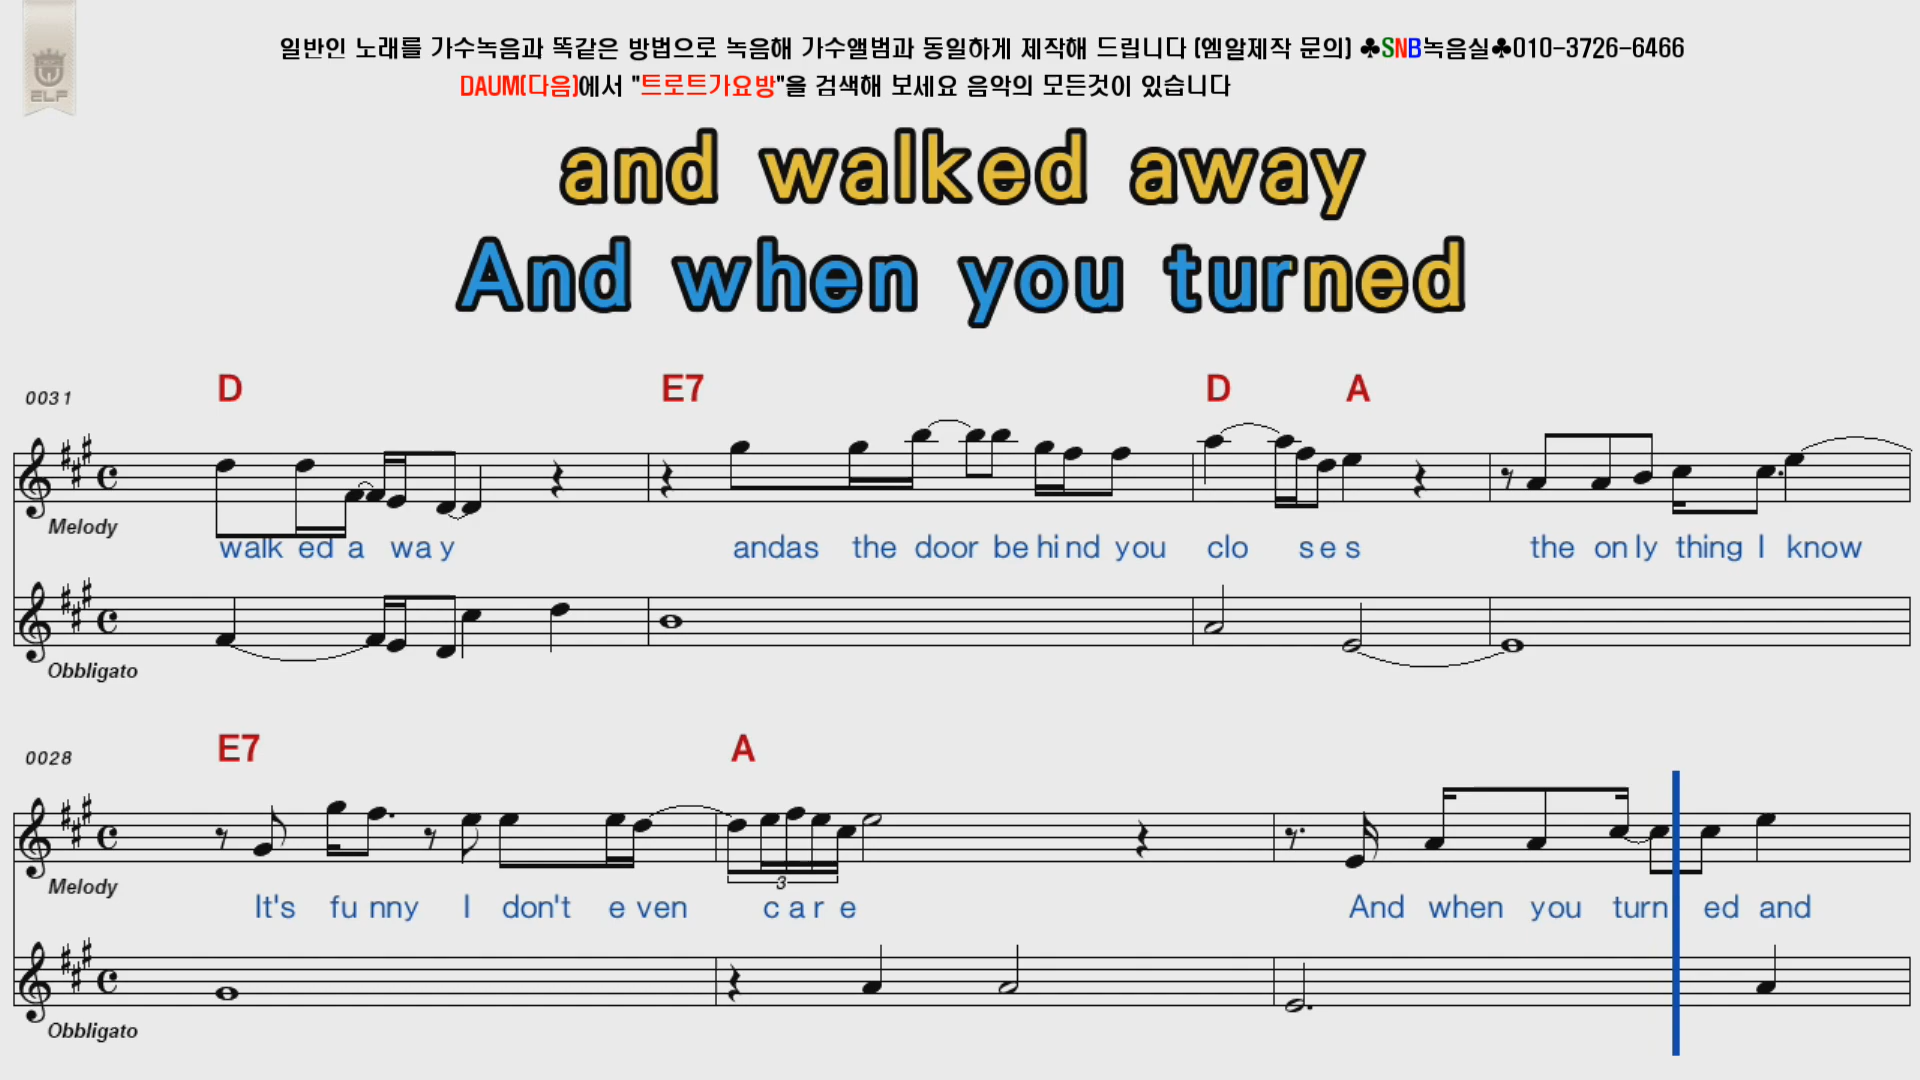 ELF
일반인 노래를 가수녹음과 똑같은 방법으로 녹음해 가수앨범과 동일하게 제작해 드립니다 (엠알제작 문의) ♣SNB녹음실♣010-3726-6466
DAUM(다음)에서 "트로트가요방"을 검색해 보세요 음악의 모든것이 있습니다
and walked away
And when you turned
0031 D E7 D A
Melody
walk ed a way andas the door be hi nd you clo s e s the on ly thing I know
Obbligato
0028 E7 A
3
Melody
It's fu nny I don't e ven c a r e And when you turn ed and
Obbligato